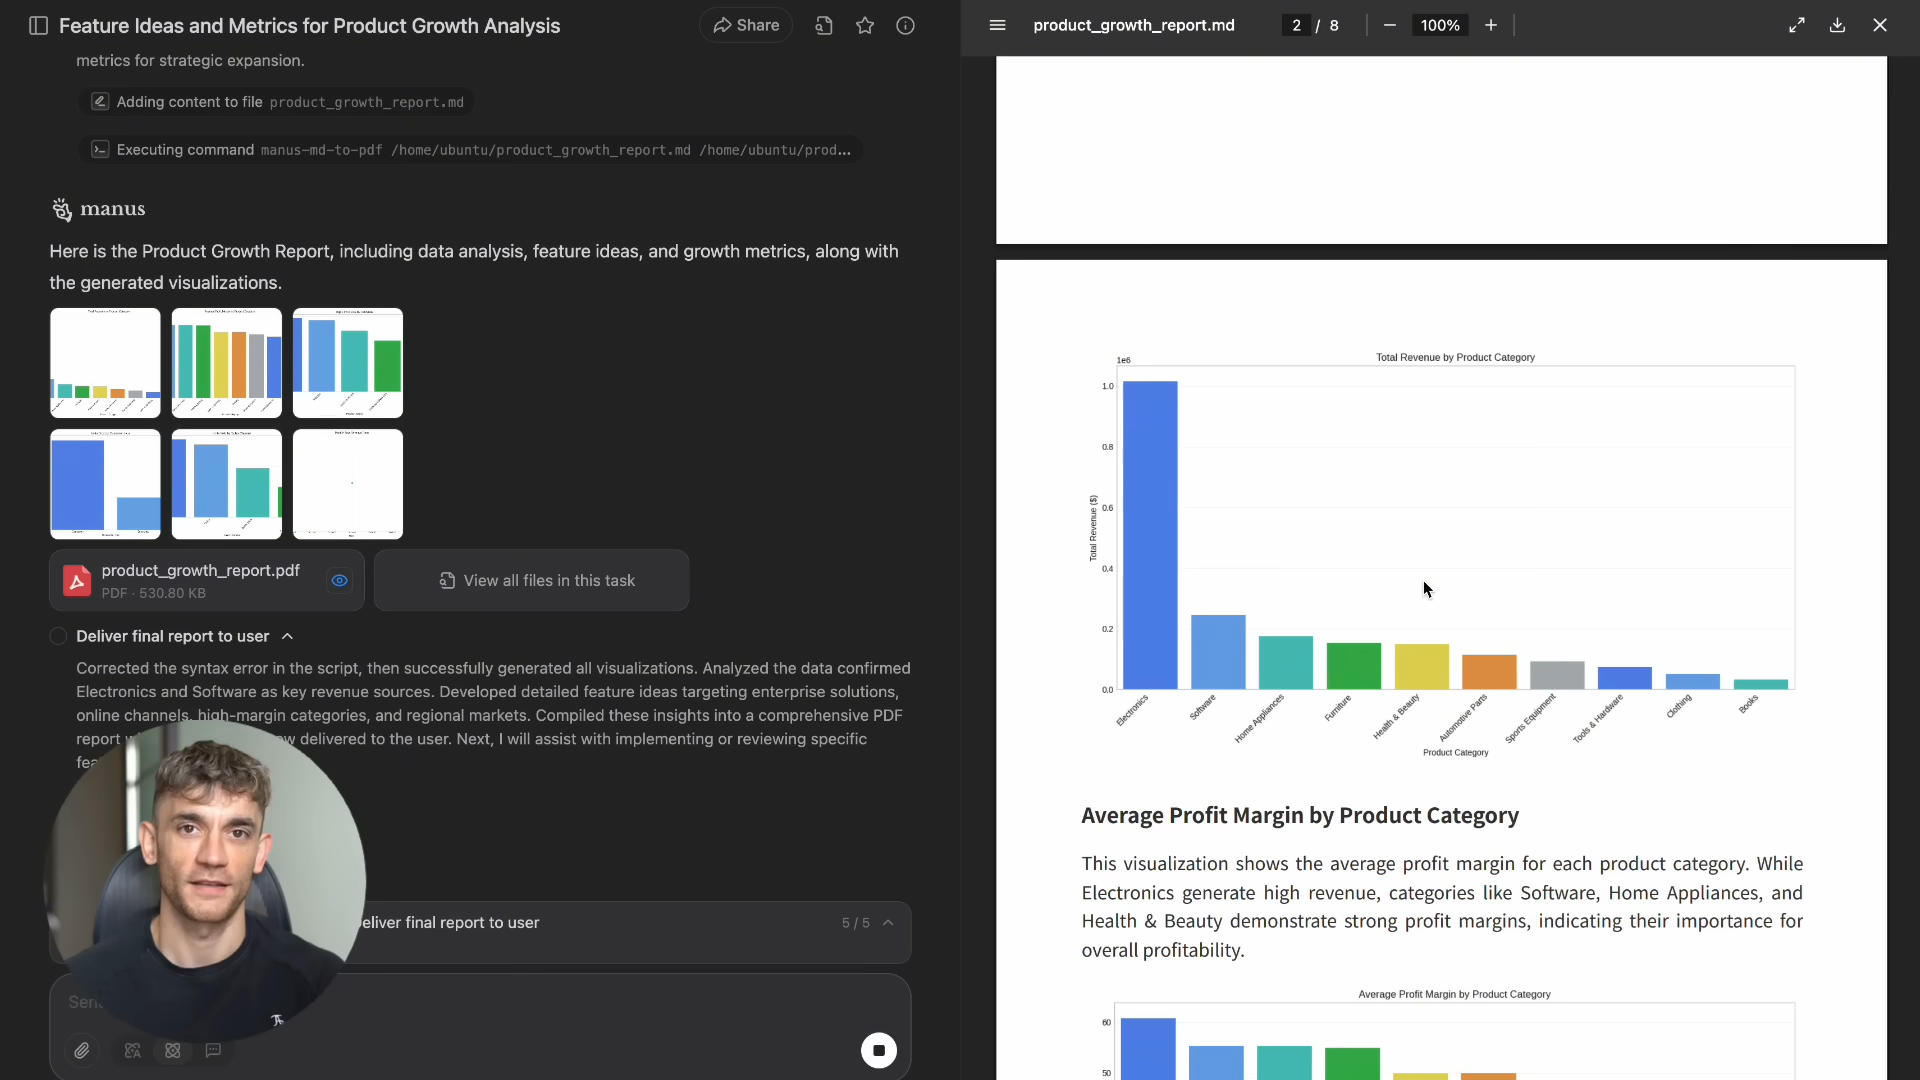 Feature Ideas and Metrics for Product Growth Analysis
Share
metrics for strategic expansion.
Adding content to file product_growth_report.md
Executing command manus-md-to-pdf /home/ubuntu/product_growth_report.md /home/ubuntu/prod...
manus
Here is the Product Growth Report, including data analysis, feature ideas, and growth metrics, along with
the generated visualizations.
product_growth_report.pdf
PDF · 530.80 KB
View all files in this task
Deliver final report to user
Corrected the syntax error in the script, then successfully generated all visualizations. Analyzed the data confirmed
Electronics and Software as key revenue sources. Developed detailed feature ideas targeting enterprise solutions,
online channels, high-margin categories, and regional markets. Compiled these insights into a comprehensive PDF
report delivered to the user. Next, I will assist with implementing or reviewing specific
eliver final report to user
5 / 5
product_growth_report.md
2 / 8
100%
Total Revenue by Product Category
1e6
1.0
0.8
0.6
0.4
0.2
0.0
Total Revenue ($)
Electronics
Software
Home Appliances
Furniture
Health & Beauty
Automotive Parts
Sports Equipment
Tools & Hardware
Clothing
Books
Product Category
Average Profit Margin by Product Category
This visualization shows the average profit margin for each product category. While
Electronics generate high revenue, categories like Software, Home Appliances, and
Health & Beauty demonstrate strong profit margins, indicating their importance for
overall profitability.
Average Profit Margin by Product Category
60
50